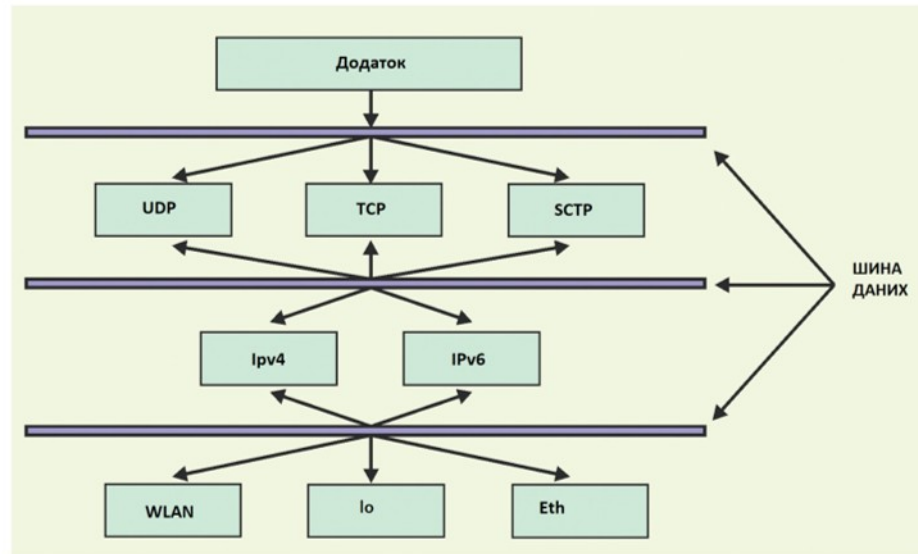 Додаток
UDP
TCP
SCTP
ШИНА
ДАНИХ
Ipv4
IPv6
WLAN
lo
Eth